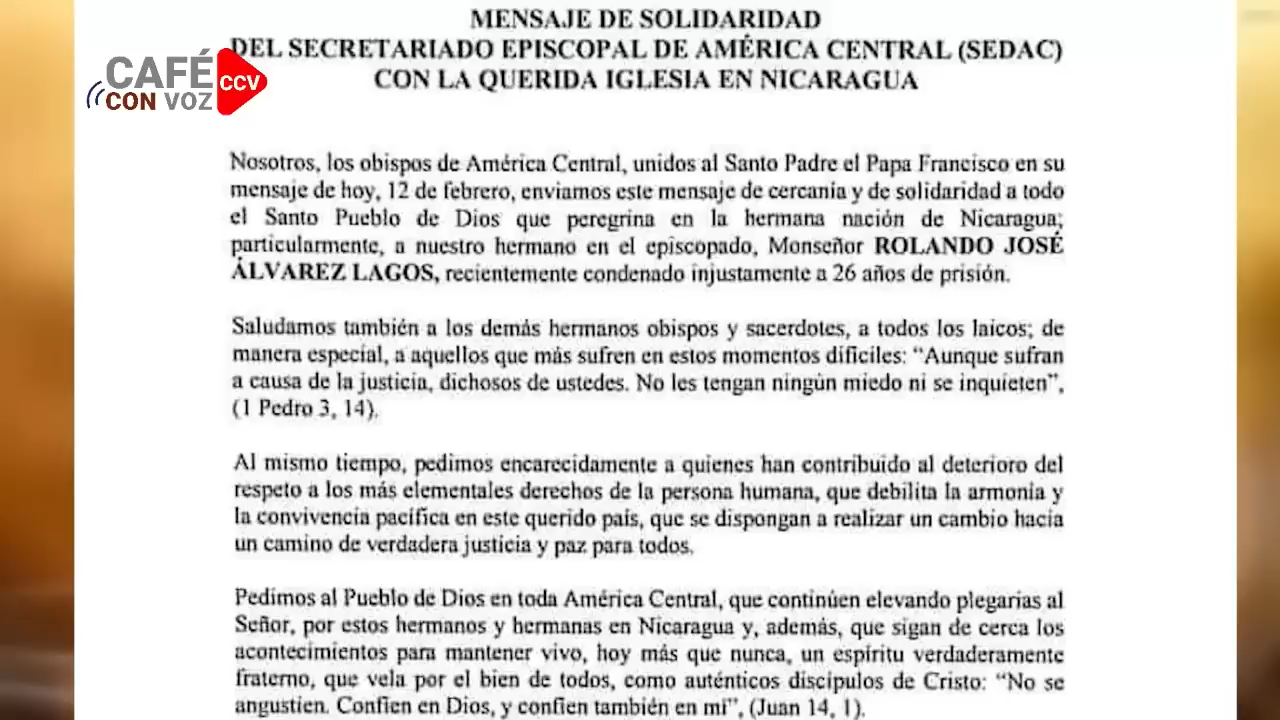 MENSAJE DE SOLIDARIDAD
DEL SECRETARIADO EPISCOPAL DE AMÉRICA CENTRAL (SEDAC)
CON LA QUERIDA IGLESIA EN NICARAGUA
CAFÉ
CON VOZ
CCV
Nosotros, los obispos de América Central, unidos al Santo Padre el Papa Francisco en su
mensaje de hoy, 12 de febrero, enviamos este mensaje de cercanía y de solidaridad a todo
el Santo Pueblo de Dios que peregrina en la hermana nación de Nicaragua;
particularmente, a nuestro hermano en el episcopado, Monseñor ROLANDO JOSÉ
ÁLVAREZ LAGOS, recientemente condenado injustamente a 26 años de prisión.
Saludamos también a los demás hermanos obispos y sacerdotes, a todos los laicos; de
manera especial, a aquellos que más sufren en estos momentos difíciles: “Aunque sufran
a causa de la justicia, dichosos de ustedes. No les tengan ningún miedo ni se inquieten”,
(1 Pedro 3, 14).
Al mismo tiempo, pedimos encarecidamente a quienes han contribuido al deterioro del
respeto a los más elementales derechos de la persona humana, que debilita la armonía y
la convivencia pacífica en este querido país, que se dispongan a realizar un cambio hacia
un camino de verdadera justicia y paz para todos.
Pedimos al Pueblo de Dios en toda América Central, que continúen elevando plegarias al
Señor, por estos hermanos y hermanas en Nicaragua y, además, que sigan de cerca los
acontecimientos para mantener vivo, hoy más que nunca, un espíritu verdaderamente
fraterno, que vela por el bien de todos, como auténticos discípulos de Cristo: “No se
angustien. Confíen en Dios, y confíen también en mí”, (Juan 14, 1).